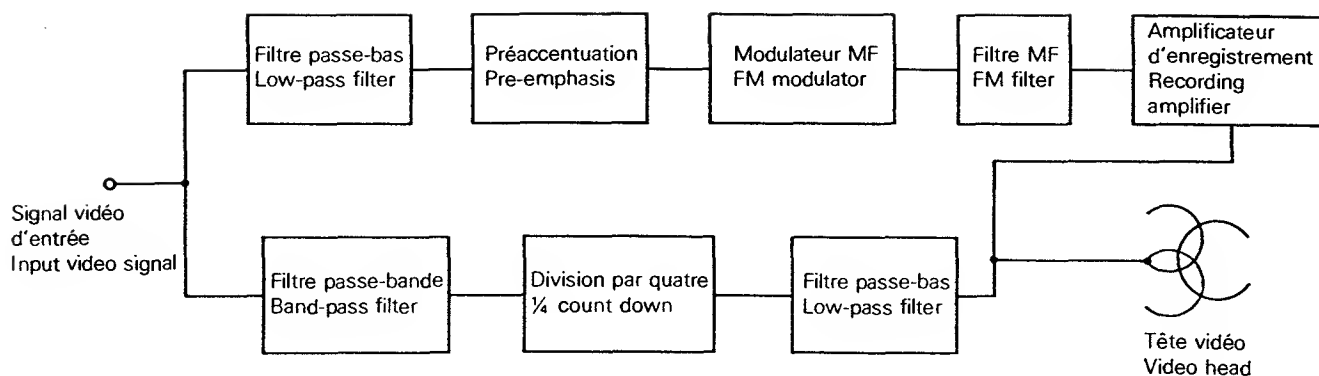 Filtre passe-bas
Low-pass filter
Préaccentuation
Pre-emphasis
Modulateur MF
FM modulator
Filtre MF
FM filter
Amplificateur
d'enregistrement
Recording
amplifier
Signal vidéo
d'entrée
Input video signal
Filtre passe-bande
Band-pass filter
Division par quatre
¼ count down
Filtre passe-bas
Low-pass filter
Tête vidéo
Video head